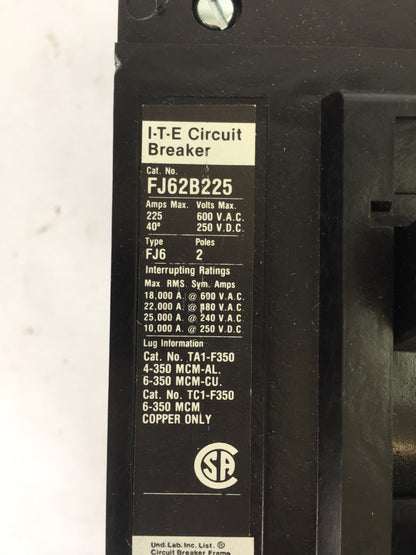 I-T-E Circuit
Breaker
Cat. No.
FJ62B225
Amps Max. Volts Max.
225 600 V.A.C.
40° 250 V.D.C.
Type Poles
FJ6 2
Interrupting Ratings
Max. RMS. Sym. Amps
18,000 A. @ 600 V.A.C.
22,000 A. @ 480 V.A.C.
25,000 A. @ 240 V.A.C.
10,000 A. @ 250 V.D.C
Lug Information
Cat. No. TA1-F350
4-350 MCM-AL.
6-350 MCM-CU.
Cat. No. TC1-F350
6-350 MCM
COPPER ONLY
SA
Und. Lab. Inc. List. ®
Circuit Breaker Frame